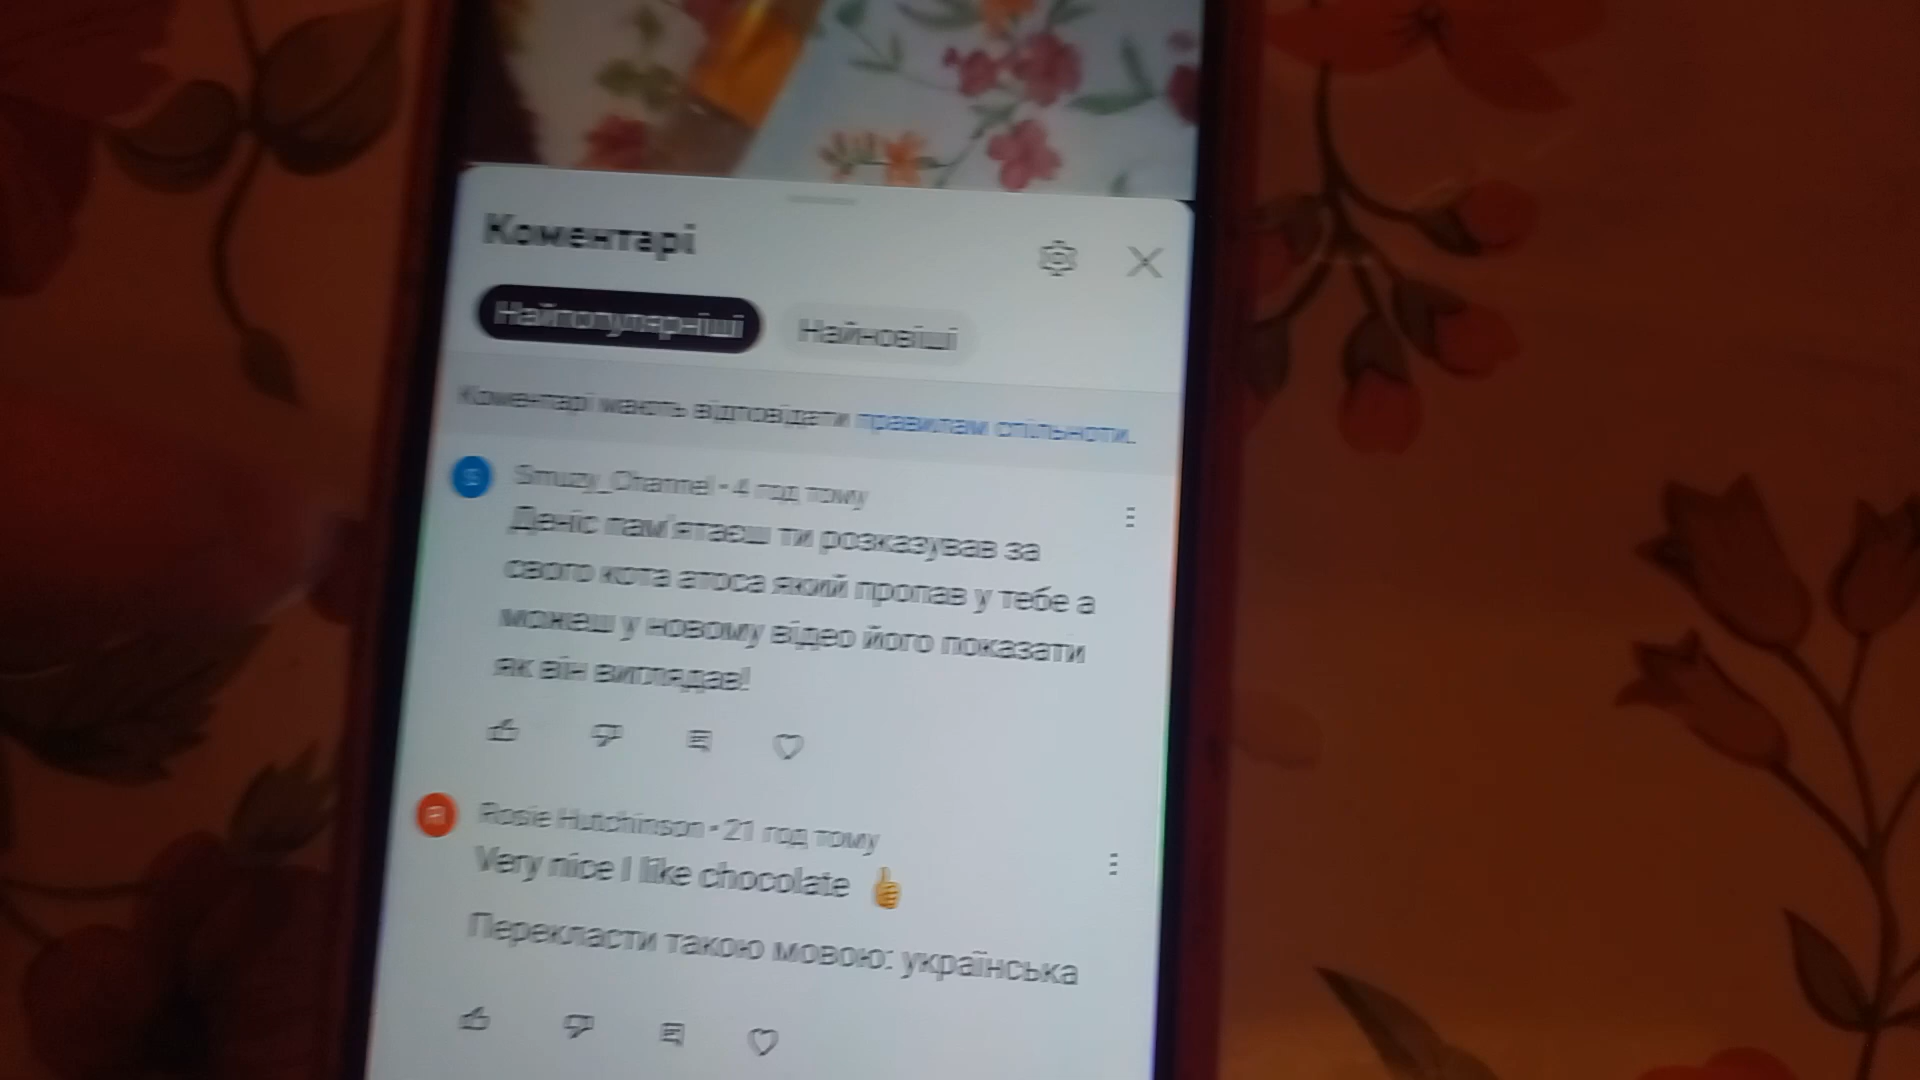 Коментарі
Найпопулярніші
Найновіші
Коментарі мають відповідати правилам спільноти.
Smuzy_Channel • 4 год тому
Даніс пам'ятаєш ти розказував за
свого кота атоса який пропав у тебе а
можеш у новому відео його показати
як він виглядав!
Rosie Hutchinson • 21 год тому
Very nice I like chocolate 👍
Перекласти такою мовою: українська